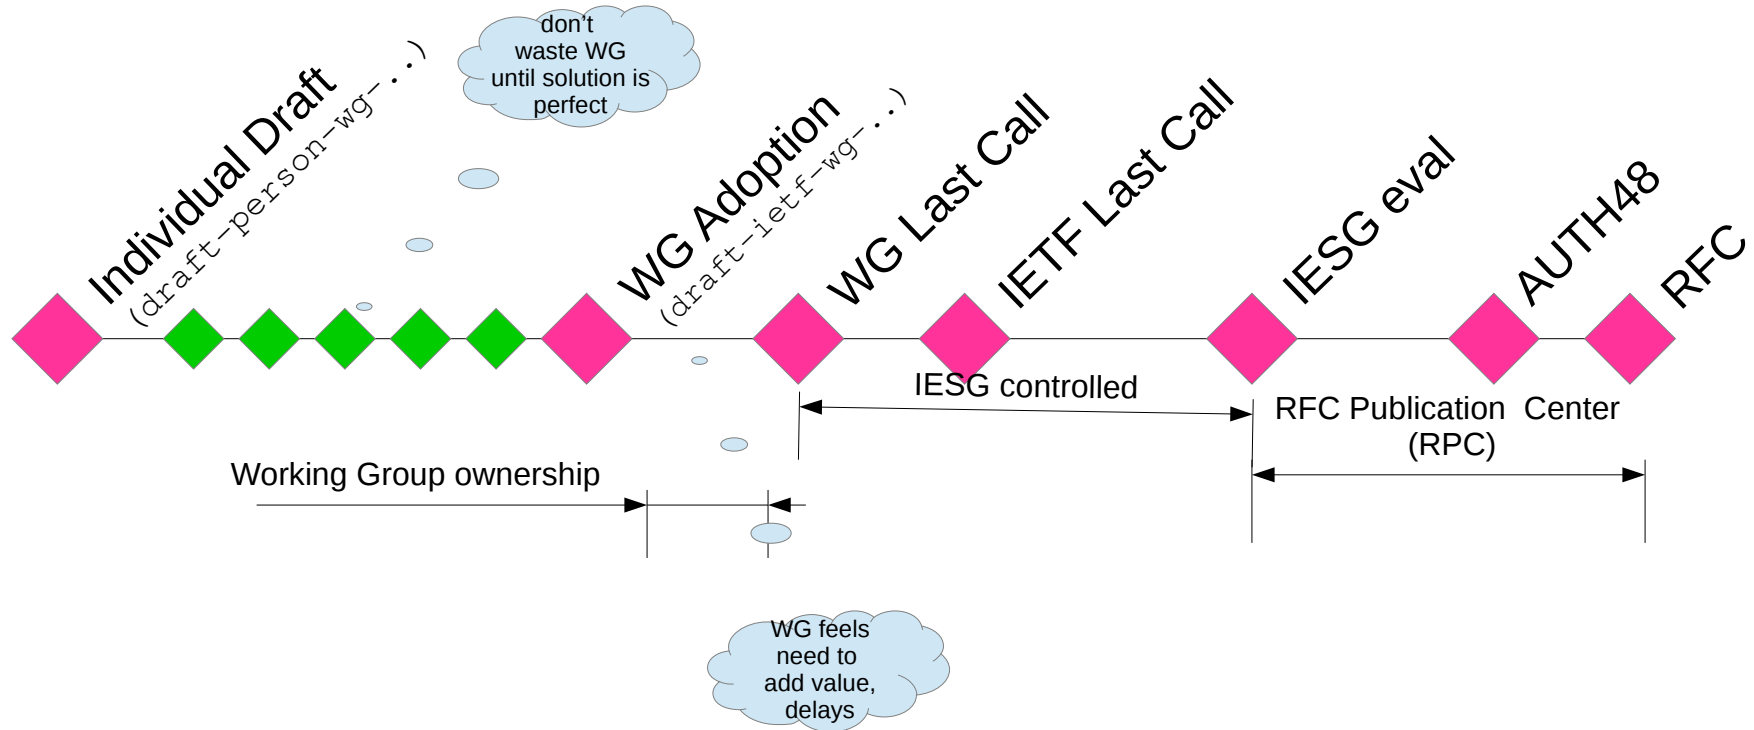 don't
waste WG
until solution is
perfect
Individual Draft
(draft-person-wg-..)
WG Adoption
(draft-ietf-wg-..)
WG Last Call
IETF Last Call
IESG eval
AUTH48
RFC
IESG controlled
RFC Publication  Center
(RPC)
Working Group ownership
WG feels
need to
add value,
delays